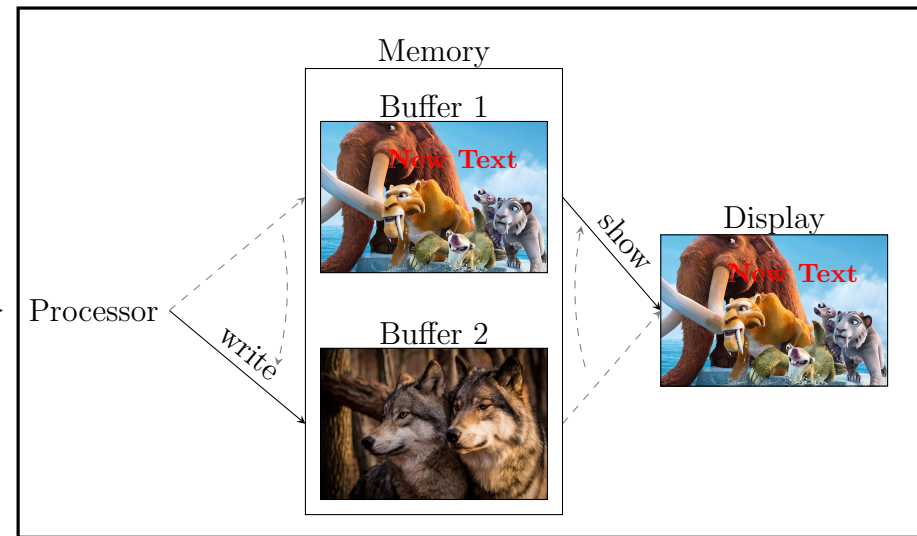 Memory
Buffer 1
New Text
show
Display
New Text
Processor
write
Buffer 2